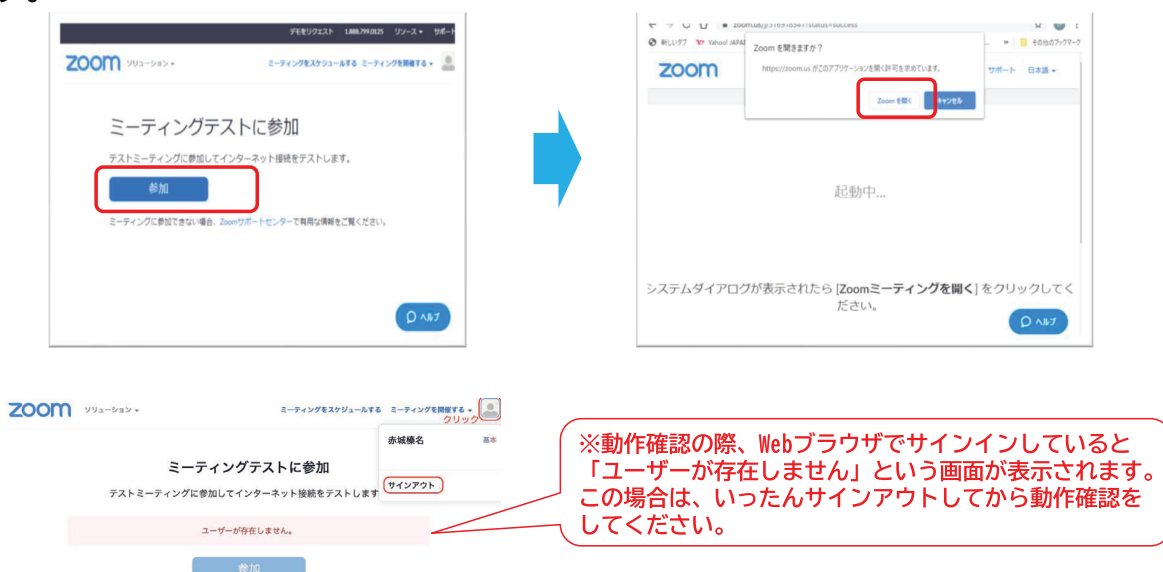 す。
デモをリクエスト 1.888.799.0125 リソース サポート
zoom ソリューション ミーティングをスケジュールする ミーティングを開催する
ミーティングテストに参加
テストミーティングに参加してインターネット接続をテストします。
参加
ミーティングに参加できない場合、Zoomサポートセンターで有用な情報をご覧ください。
ヘルプ
新しいタブ Yahoo! JAPAN その他のブックマーク
Zoom を開きますか？
https://zoom.us がこのアプリケーションを開く許可を求めています。
Zoom を開く キャンセル
zoom サポート 日本語
起動中...
システムダイアログが表示されたら [Zoomミーティングを開く] をクリックしてく
ださい。
ヘルプ
zoom ソリューション ミーティングをスケジュールする ミーティングを開催する
クリック
赤城榛名 基本
ミーティングテストに参加
サインアウト
テストミーティングに参加してインターネット接続をテストします
ユーザーが存在しません。
参加
※動作確認の際、Webブラウザでサインインしていると
「ユーザーが存在しません」という画面が表示されます。
この場合は、いったんサインアウトしてから動作確認を
してください。